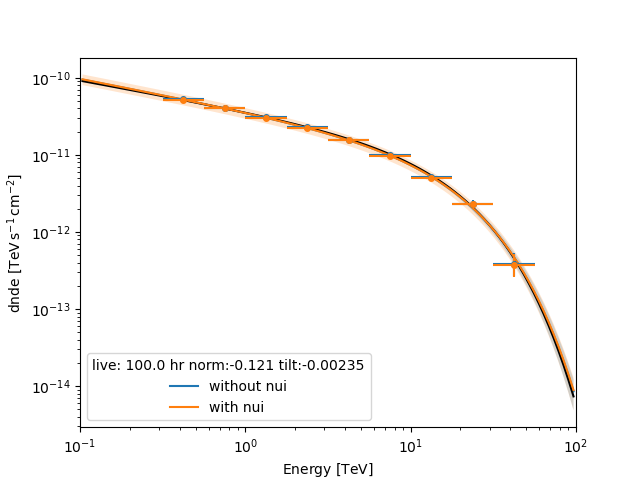 10⁻¹⁰
10⁻¹¹
10⁻¹²
10⁻¹³
10⁻¹⁴
dnde [TeV s⁻¹ cm⁻²]
live: 100.0 hr norm:-0.121 tilt:-0.00235
without nui
with nui
10⁻¹ 10⁰ 10¹ 10²
Energy [TeV]